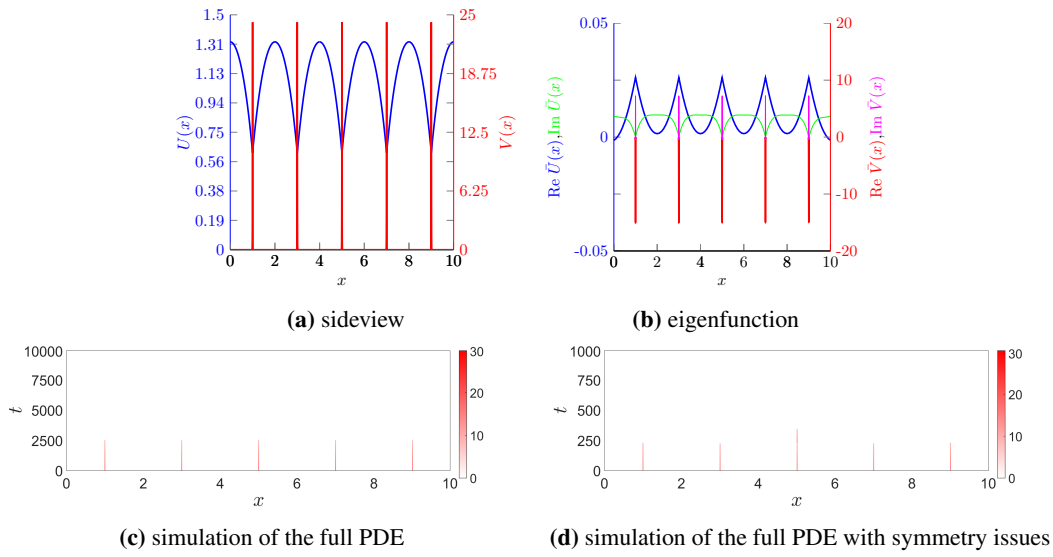 1.5
1.31
1.13
0.94
0.75
0.56
0.38
0.19
0
U(x)
25
18.75
12.5
6.25
0
V(x)
0 2 4 6 8 10
x
(a) sideview
0.05
0
-0.05
Re Ū(x),Im Ū(x)
20
10
0
-10
-20
Re V̄(x),Im V̄(x)
0 2 4 6 8 10
x
(b) eigenfunction
10000
7500
5000
2500
0
t
0 2 4 6 8 10
x
30
20
10
0
(c) simulation of the full PDE
1000
750
500
250
0
t
0 2 4 6 8 10
x
30
20
10
0
(d) simulation of the full PDE with symmetry issues